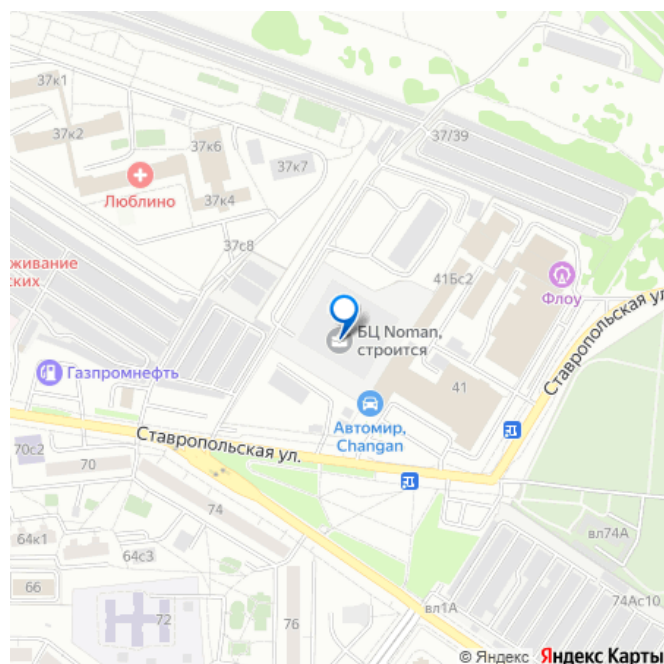 37к1
37к2
37к6
37/39
37к7
Люблино
37к4
живание
ских
37с8
41Бс2
Флоу
БЦ Noman,
строится
Газпромнефть
41
Ставропольская ул
Автомир,
Changan
Ставропольская ул.
70с2
70
74
вл74А
64к1
64с3
66
72
76
вл1А
74Ас10
© Яндекс Яндекс Карты